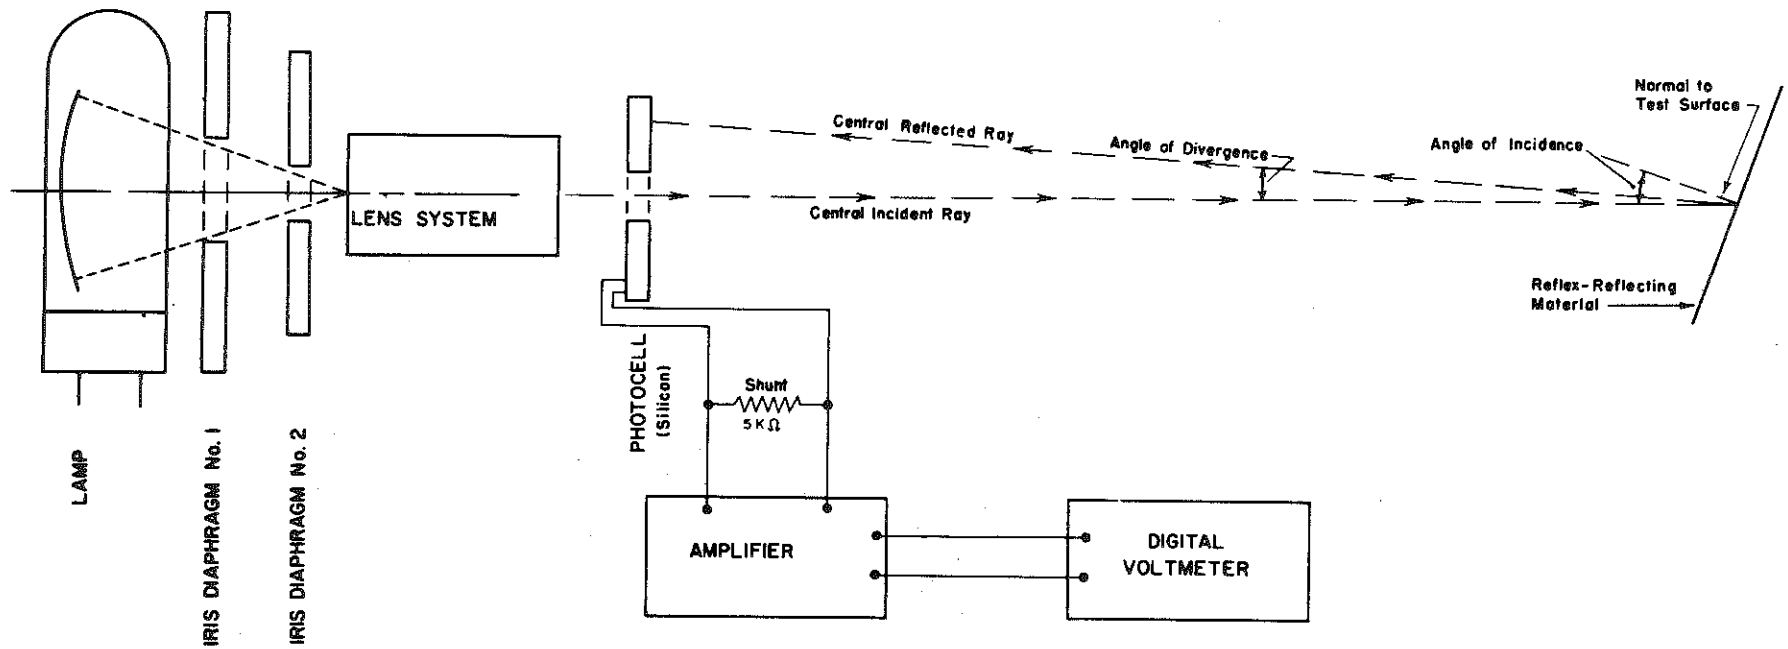 Normal to
Test Surface
Central Reflected Ray
Angle of Divergence
Angle of Incidence
LENS SYSTEM
Central Incident Ray
Reflex-Reflecting
Material
PHOTOCELL
(Silicon)
Shunt
5KΩ
LAMP
IRIS DIAPHRAGM No. 1
IRIS DIAPHRAGM No. 2
AMPLIFIER
DIGITAL
VOLTMETER